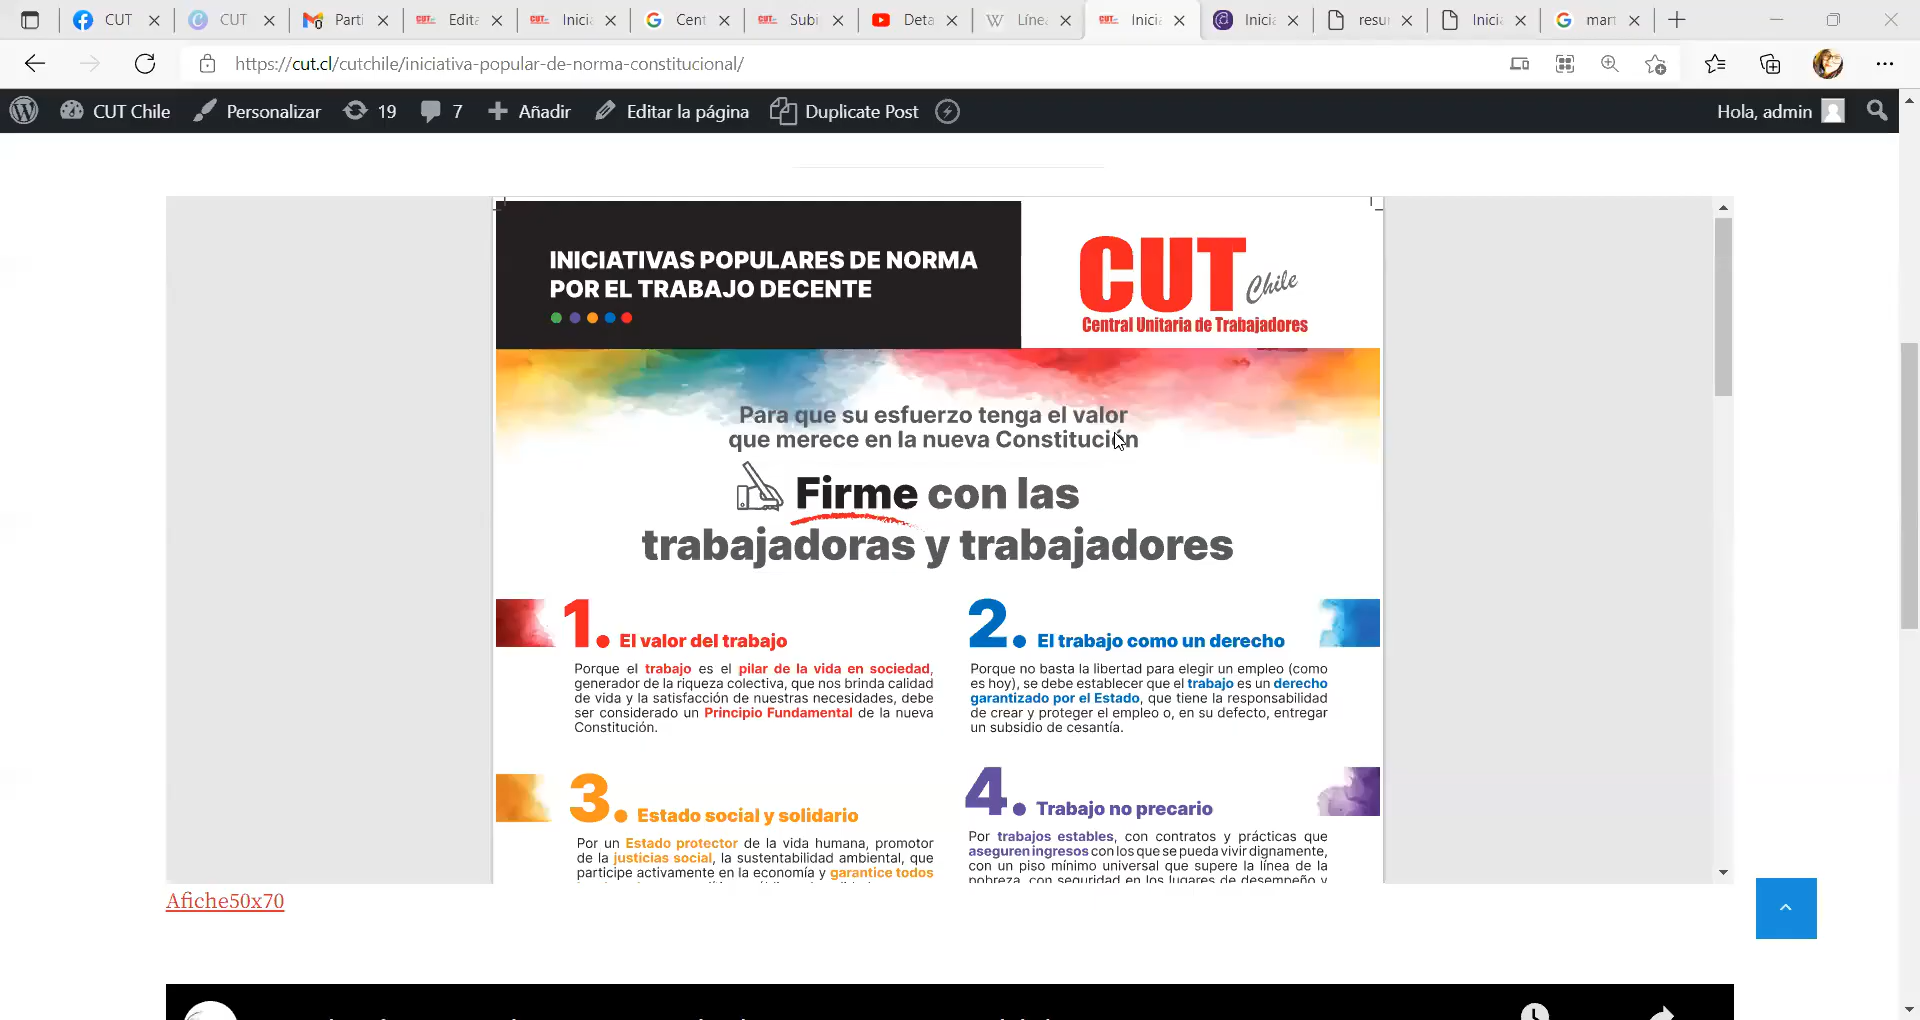 CUT
CUT
Parti
Edita
Inicia
Cent
Subi
Deta
Línea
Inicia
Inicia
resu
Inicia
mart
https://cut.cl/cutchile/iniciativa-popular-de-norma-constitucional/
CUT Chile
Personalizar
19
7
Añadir
Editar la página
Duplicate Post
Hola, admin
INICIATIVAS POPULARES DE NORMA
POR EL TRABAJO DECENTE
CUT Chile
Central Unitaria de Trabajadores
Para que su esfuerzo tenga el valor
que merece en la nueva Constitución
Firme con las
trabajadoras y trabajadores
1. El valor del trabajo
Porque el trabajo es el pilar de la vida en sociedad,
generador de la riqueza colectiva, que nos brinda calidad
de vida y la satisfacción de nuestras necesidades, debe
ser considerado un Principio Fundamental de la nueva
Constitución.
2. El trabajo como un derecho
Porque no basta la libertad para elegir un empleo (como
es hoy), se debe establecer que el trabajo es un derecho
garantizado por el Estado, que tiene la responsabilidad
de crear y proteger el empleo o, en su defecto, entregar
un subsidio de cesantía.
3. Estado social y solidario
Por un Estado protector de la vida humana, promotor
de la justicias social, la sustentabilidad ambiental, que
participe activamente en la economía y garantice todos
4. Trabajo no precario
Por trabajos estables, con contratos y prácticas que
aseguren ingresos con los que se pueda vivir dignamente,
con un piso mínimo universal que supere la línea de la
pobreza, con seguridad en los lugares de desempeño y
Afiche50x70